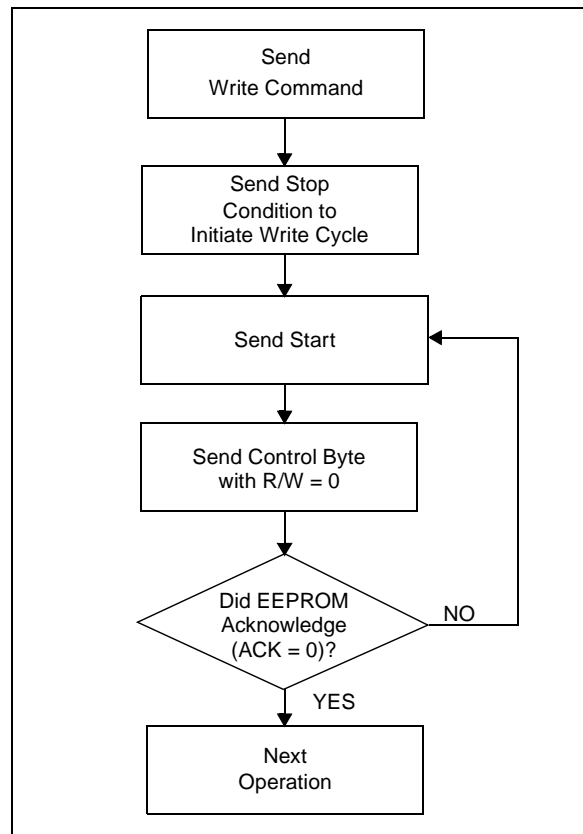 Send
Write Command
Send Stop
Condition to
Initiate Write Cycle
Send Start
Send Control Byte
with R/W = 0
Did EEPROM
Acknowledge
(ACK = 0)?
NO
YES
Next
Operation